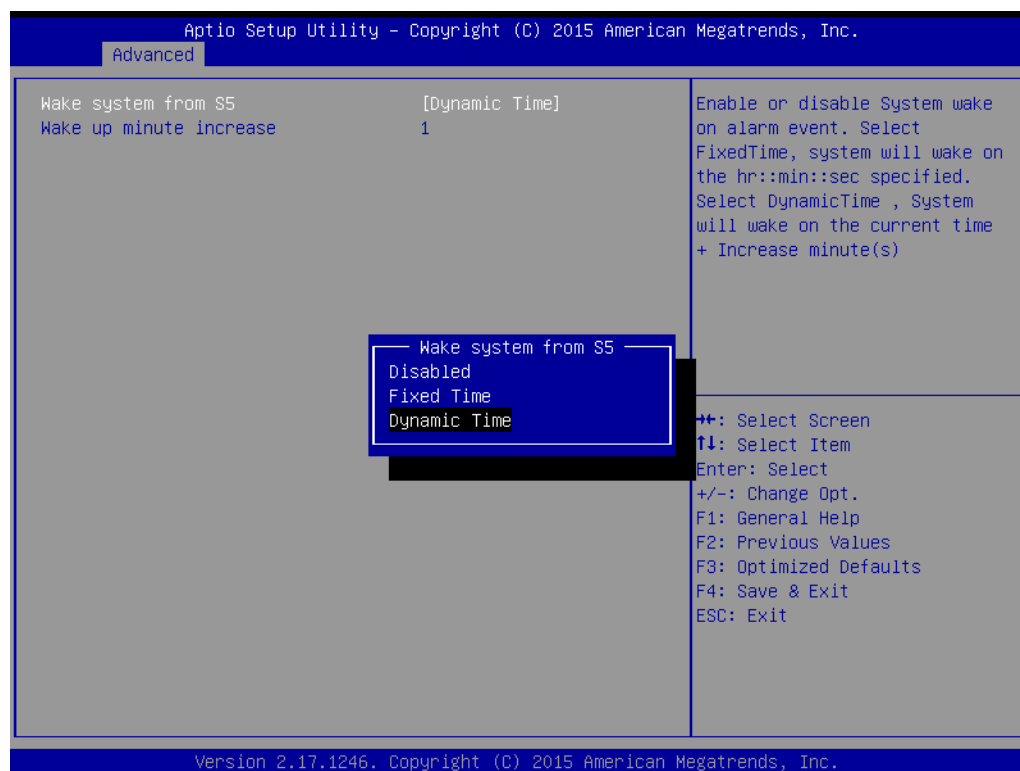 Aptio Setup Utility – Copyright (C) 2015 American Megatrends, Inc.
Advanced
Wake system from S5 [Dynamic Time]
Wake up minute increase 1
Enable or disable System wake
on alarm event. Select
FixedTime, system will wake on
the hr::min::sec specified.
Select DynamicTime , System
will wake on the current time
+ Increase minute(s)
Wake system from S5
Disabled
Fixed Time
Dynamic Time
→←: Select Screen
↑↓: Select Item
Enter: Select
+/-: Change Opt.
F1: General Help
F2: Previous Values
F3: Optimized Defaults
F4: Save & Exit
ESC: Exit
Version 2.17.1246. Copyright (C) 2015 American Megatrends, Inc.